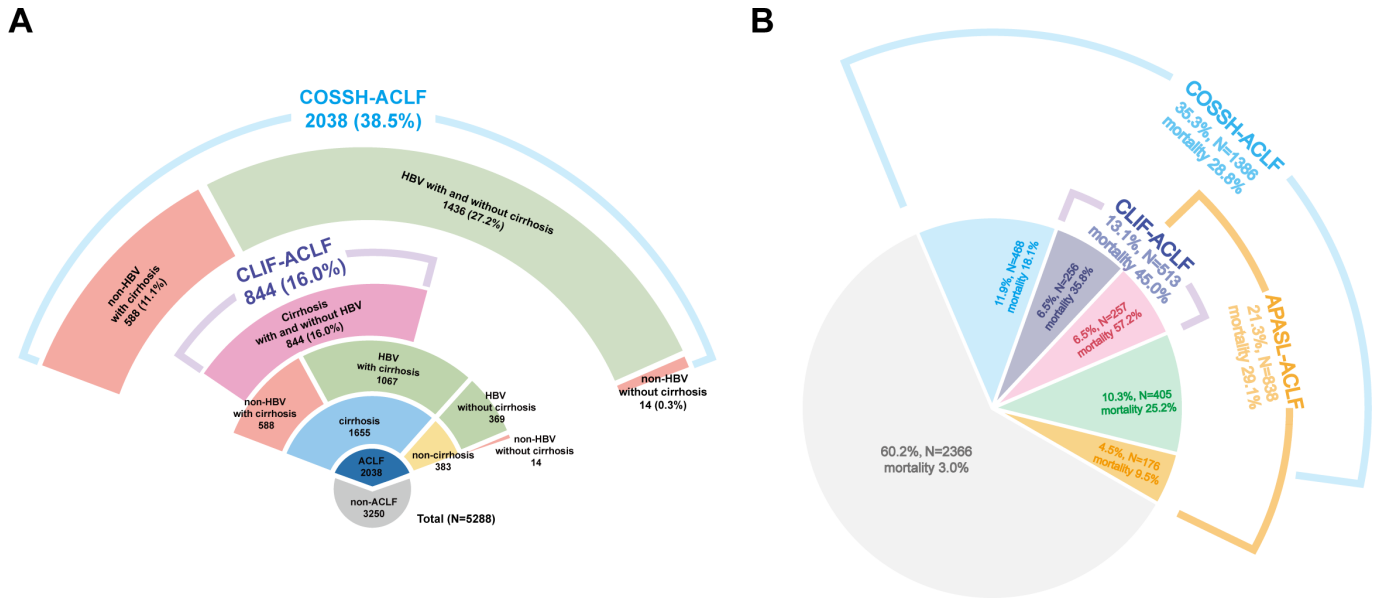 A
COSSH-ACLF
2038 (38.5%)
HBV with and without cirrhosis
1436 (27.2%)
non-HBV
with cirrhosis
588 (11.1%)
CLIF-ACLF
844 (16.0%)
Cirrhosis
with and without HBV
844 (16.0%)
HBV
with cirrhosis
1067
non-HBV
with cirrhosis
588
HBV
without cirrhosis
369
non-HBV
without cirrhosis
14 (0.3%)
cirrhosis
1655
non-cirrhosis
383
non-HBV
without cirrhosis
14
ACLF
2038
non-ACLF
3250
Total (N=5288)
B
COSSH-ACLF
35.3%, N=1386
mortality 28.8%
CLIF-ACLF
13.1%, N=513
mortality 45.0%
APASL-ACLF
21.3%, N=838
mortality 29.1%
11.9%, N=468
mortality 18.1%
6.5%, N=256
mortality 35.8%
6.5%, N=257
mortality 57.2%
10.3%, N=405
mortality 25.2%
4.5%, N=176
mortality 9.5%
60.2%, N=2366
mortality 3.0%